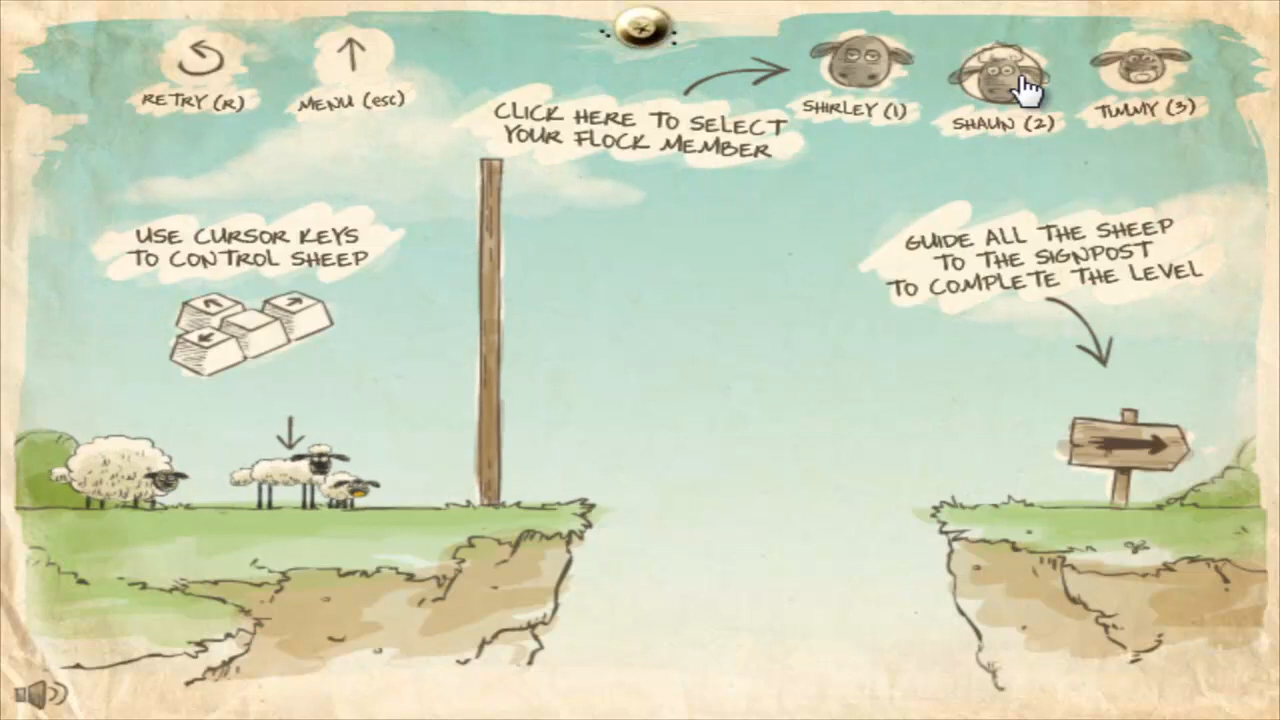 RETRY (R)
MENU (esc)
CLICK HERE TO SELECT
YOUR FLOCK MEMBER
SHIRLEY (1)
SHAUN (2)
TIMMY (3)
USE CURSOR KEYS
TO CONTROL SHEEP
GUIDE ALL THE SHEEP
TO THE SIGNPOST
TO COMPLETE THE LEVEL